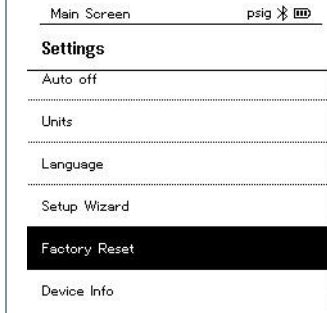 Main Screen psig
Settings
Auto off
Units
Language
Setup Wizard
Factory Reset
Device Info